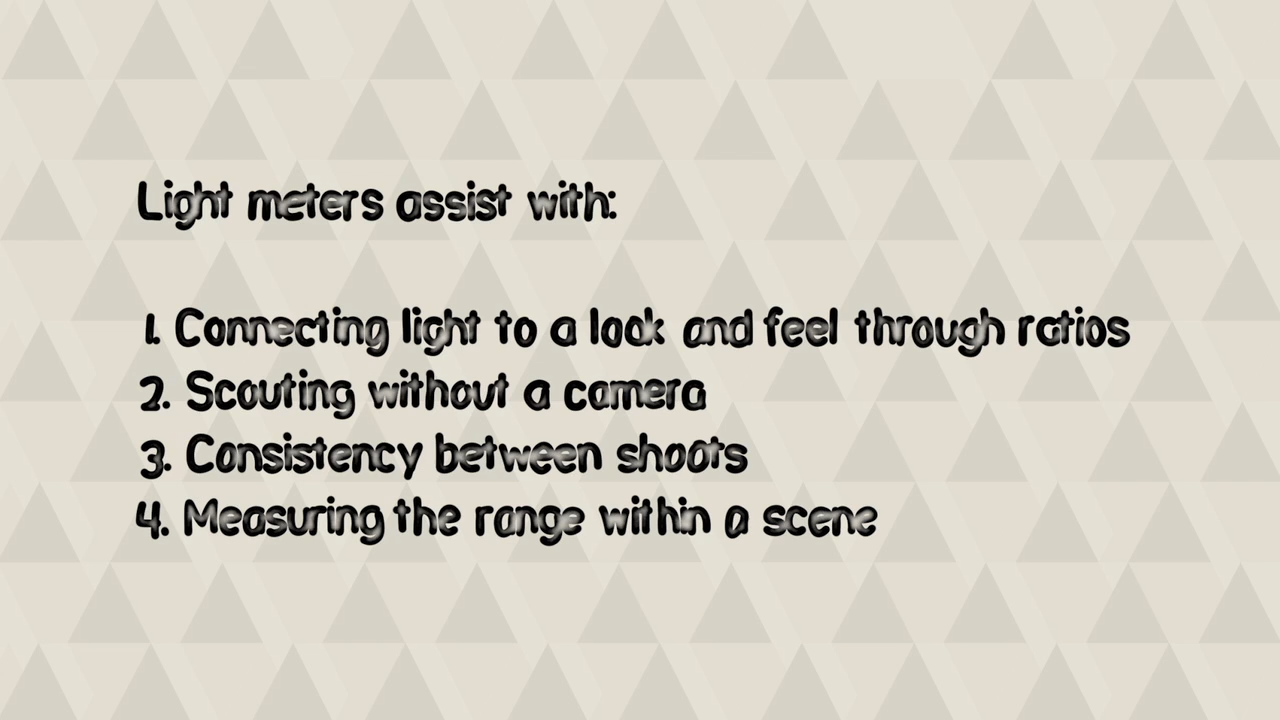 Light meters assist with:
1. Connecting light to a look and feel through ratios
2. Scouting without a camera
3. Consistency between shoots
4. Measuring the range within a scene